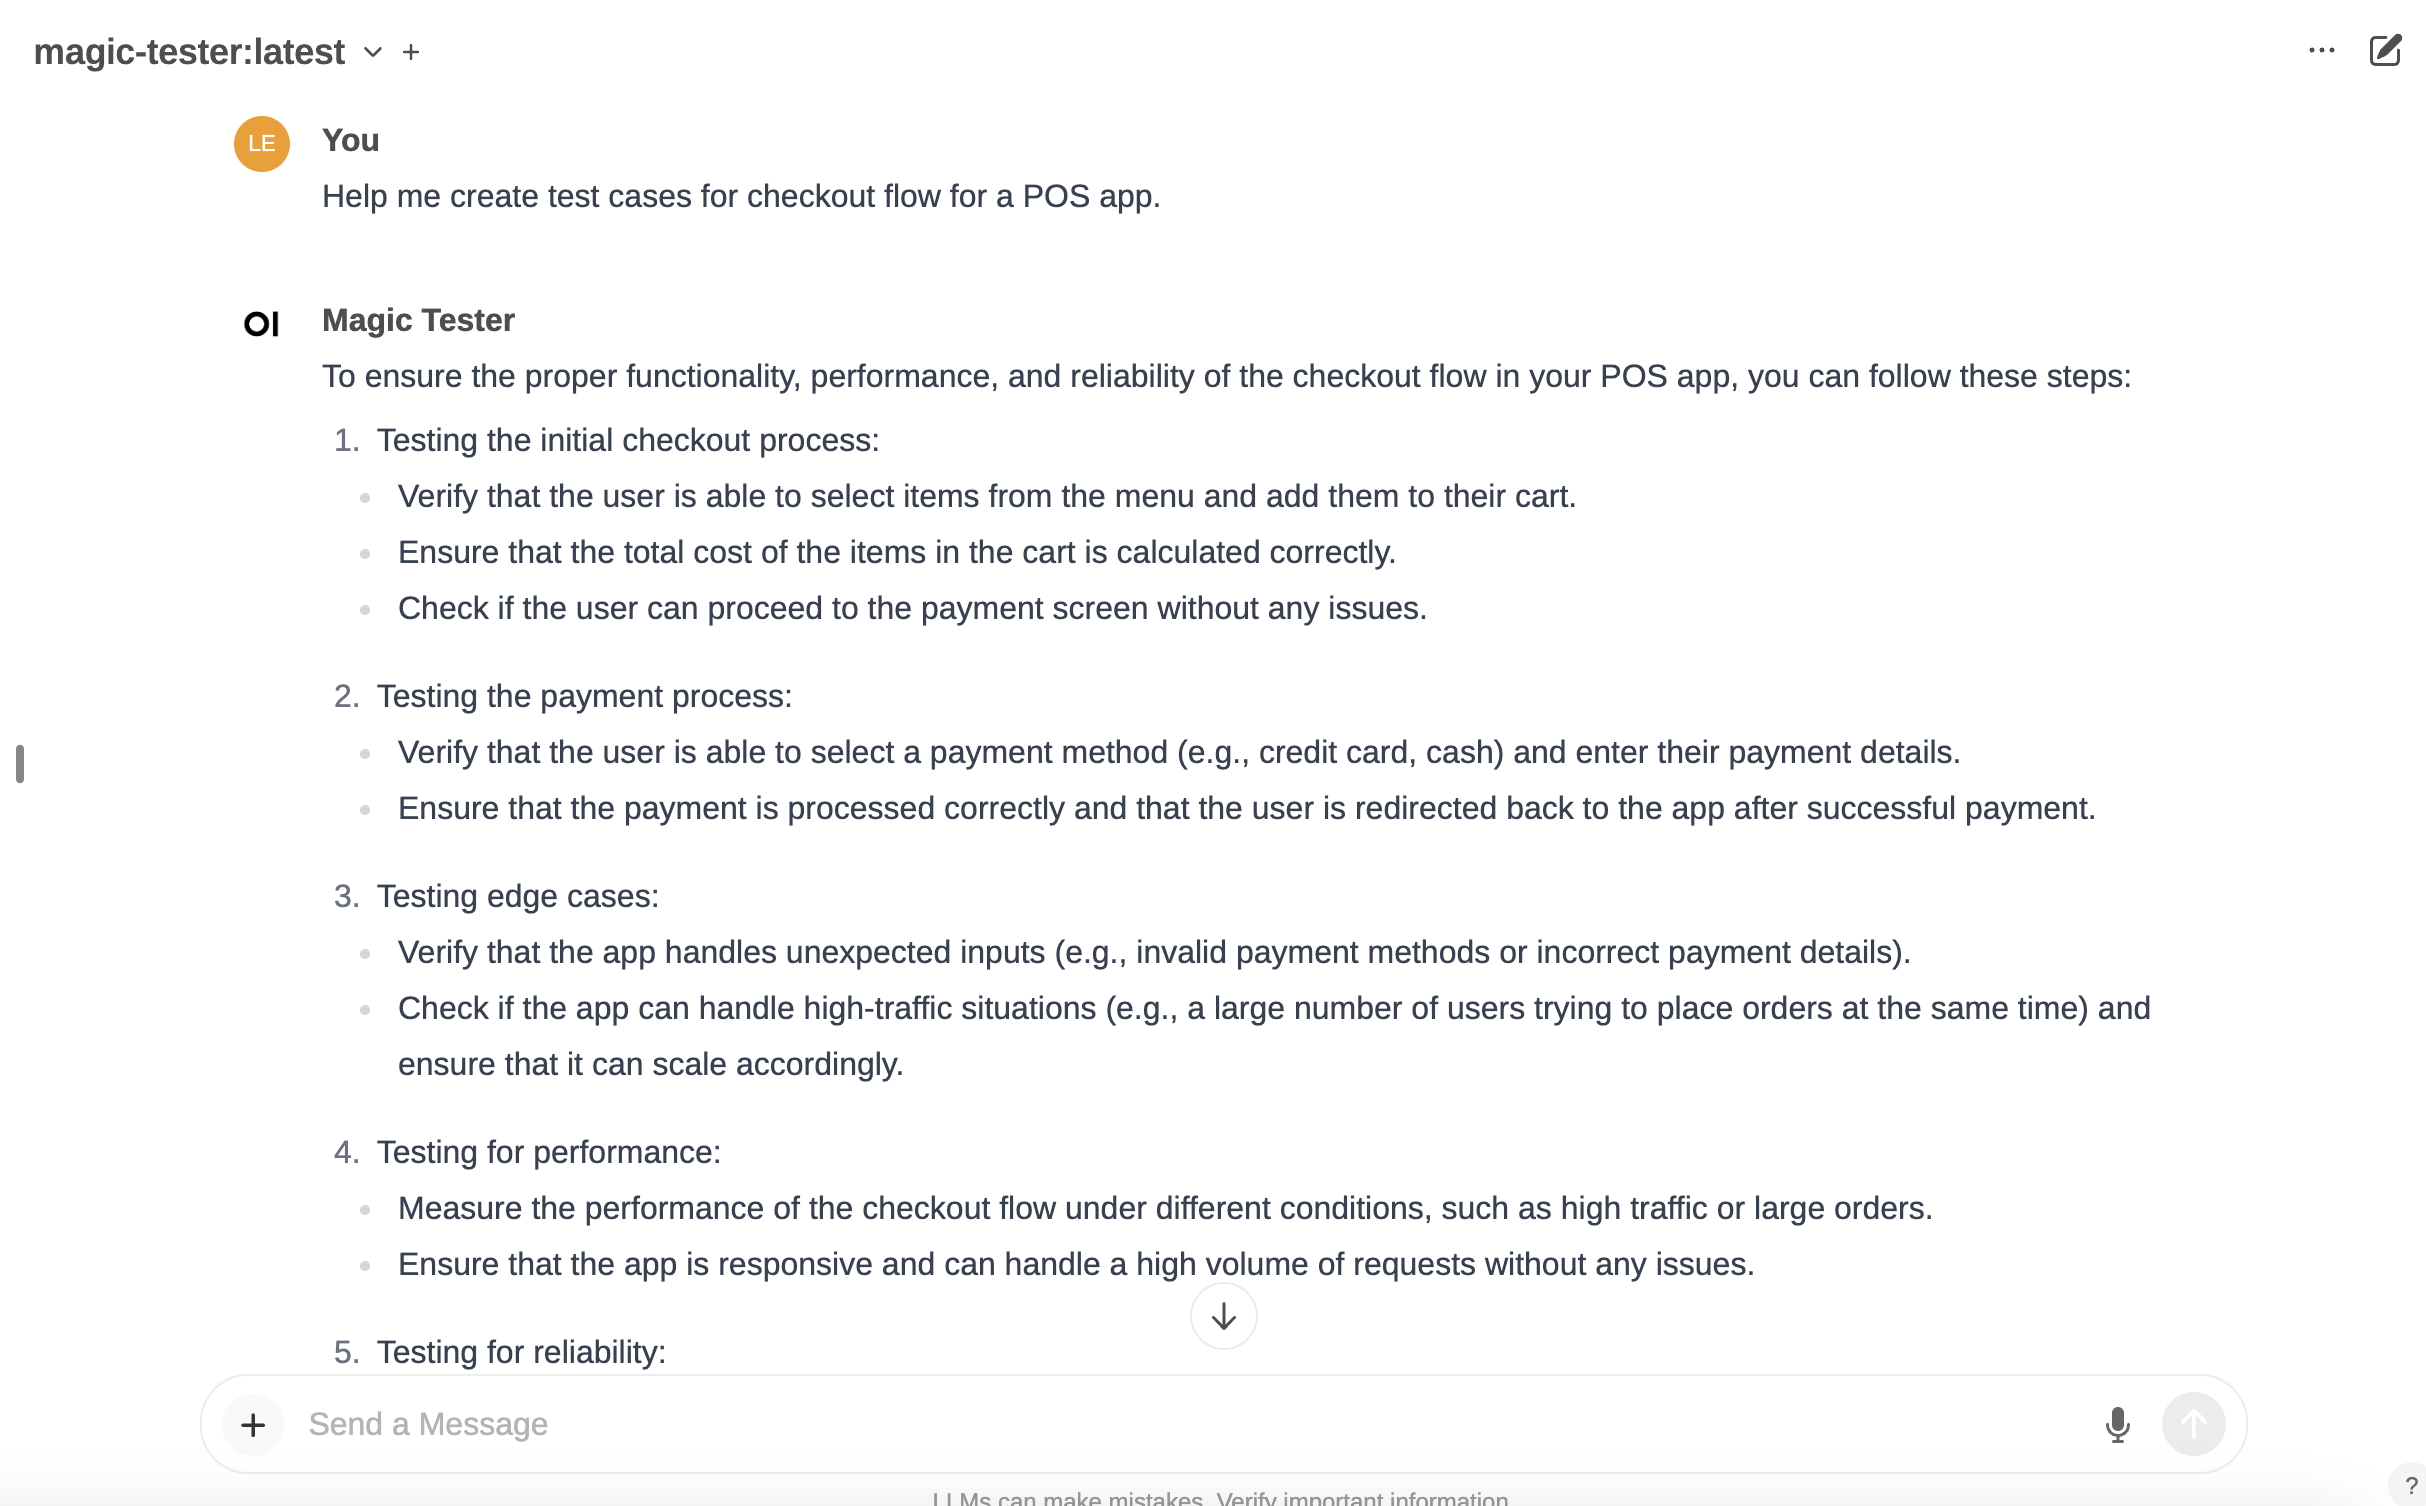 magic-tester:latest
LE
You
Help me create test cases for checkout flow for a POS app.
OI
Magic Tester
To ensure the proper functionality, performance, and reliability of the checkout flow in your POS app, you can follow these steps:
1. Testing the initial checkout process:
Verify that the user is able to select items from the menu and add them to their cart.
Ensure that the total cost of the items in the cart is calculated correctly.
Check if the user can proceed to the payment screen without any issues.
2. Testing the payment process:
Verify that the user is able to select a payment method (e.g., credit card, cash) and enter their payment details.
Ensure that the payment is processed correctly and that the user is redirected back to the app after successful payment.
3. Testing edge cases:
Verify that the app handles unexpected inputs (e.g., invalid payment methods or incorrect payment details).
Check if the app can handle high-traffic situations (e.g., a large number of users trying to place orders at the same time) and
ensure that it can scale accordingly.
4. Testing for performance:
Measure the performance of the checkout flow under different conditions, such as high traffic or large orders.
Ensure that the app is responsive and can handle a high volume of requests without any issues.
5. Testing for reliability:
Send a Message
LLMs can make mistakes. Verify important information.
?